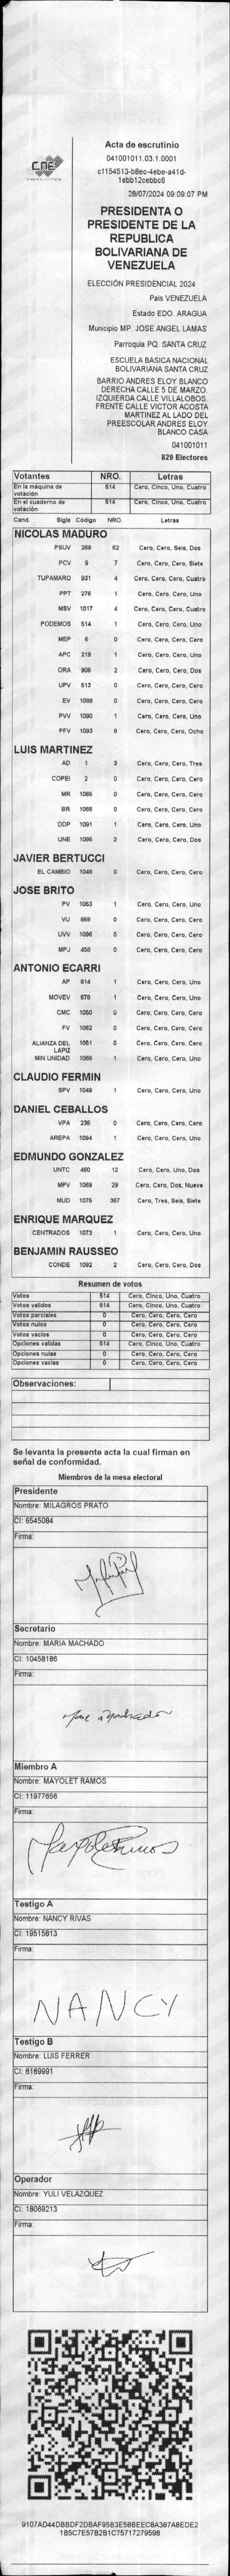 CNE
Acta de escrutinio
041001011.03.1.0001
c1154513-b8ec-4ebe-a41d-
1ebb12cebbc6
28/07/2024 09:09:07 PM
PRESIDENTA O
PRESIDENTE DE LA
REPUBLICA
BOLIVARIANA DE
VENEZUELA
ELECCIÓN PRESIDENCIAL 2024
Pais VENEZUELA
Estado EDO. ARAGUA
Municipio MP. JOSE ANGEL LAMAS
Parroquia PQ. SANTA CRUZ
ESCUELA BASICA NACIONAL
BOLIVARIANA SANTA CRUZ
BARRIO ANDRES ELOY BLANCO
DERECHA CALLE 5 DE MARZO.
IZQUIERDA CALLE VILLALOBOS.
FRENTE CALLE VICTOR ACOSTA
MARTINEZ AL LADO DEL
PREESCOLAR ANDRES ELOY
BLANCO CASA
041001011
829 Electores
Votantes NRO. Letras
En la máquina de votación 514 Cero, Cinco, Uno, Cuatro
En el cuaderno de votación 514 Cero, Cinco, Uno, Cuatro
Cand. Sigla Código NRO. Letras
NICOLAS MADURO
PSUV 269 62 Cero, Cero, Seis, Dos
PCV 9 7 Cero, Cero, Cero, Siete
TUPAMARO 931 4 Cero, Cero, Cero, Cuatro
PPT 276 1 Cero, Cero, Cero, Uno
MSV 1017 4 Cero, Cero, Cero, Cuatro
PODEMOS 514 1 Cero, Cero, Cero, Uno
MEP 6 0 Cero, Cero, Cero, Cero
APC 219 1 Cero, Cero, Cero, Uno
ORA 908 2 Cero, Cero, Cero, Dos
UPV 513 0 Cero, Cero, Cero, Cero
EV 1089 0 Cero, Cero, Cero, Cero
PVV 1090 1 Cero, Cero, Cero, Uno
PFV 1093 8 Cero, Cero, Cero, Ocho
LUIS MARTINEZ
AD 1 3 Cero, Cero, Cero, Tres
COPEI 2 0 Cero, Cero, Cero, Cero
MR 1065 0 Cero, Cero, Cero, Cero
BR 1066 0 Cero, Cero, Cero, Cero
DDP 1091 1 Cero, Cero, Cero, Uno
UNE 1095 2 Cero, Cero, Cero, Dos
JAVIER BERTUCCI
EL CAMBIO 1048 0 Cero, Cero, Cero, Cero
JOSE BRITO
PV 1053 1 Cero, Cero, Cero, Uno
VU 968 0 Cero, Cero, Cero, Cero
UVV 1096 0 Cero, Cero, Cero, Cero
MPJ 458 0 Cero, Cero, Cero, Cero
ANTONIO ECARRI
AP 814 1 Cero, Cero, Cero, Uno
MOVEV 878 1 Cero, Cero, Cero, Uno
CMC 1050 0 Cero, Cero, Cero, Cero
FV 1062 0 Cero, Cero, Cero, Cero
ALIANZA DEL LAPIZ 1051 0 Cero, Cero, Cero, Cero
MIN UNIDAD 1068 1 Cero, Cero, Cero, Uno
CLAUDIO FERMIN
SPV 1049 1 Cero, Cero, Cero, Uno
DANIEL CEBALLOS
VPA 236 0 Cero, Cero, Cero, Cero
AREPA 1094 1 Cero, Cero, Cero, Uno
EDMUNDO GONZALEZ
UNTC 460 12 Cero, Cero, Uno, Dos
MPV 1069 29 Cero, Cero, Dos, Nueve
MUD 1075 367 Cero, Tres, Seis, Siete
ENRIQUE MARQUEZ
CENTRADOS 1073 1 Cero, Cero, Cero, Uno
BENJAMIN RAUSSEO
CONDE 1092 2 Cero, Cero, Cero, Dos
Resumen de votos
Votos 514 Cero, Cinco, Uno, Cuatro
Votos validos 514 Cero, Cinco, Uno, Cuatro
Votos parciales 0 Cero, Cero, Cero, Cero
Votos nulos 0 Cero, Cero, Cero, Cero
Votos vacios 0 Cero, Cero, Cero, Cero
Opciones validas 514 Cero, Cinco, Uno, Cuatro
Opciones nulas 0 Cero, Cero, Cero, Cero
Opciones vacias 0 Cero, Cero, Cero, Cero
Observaciones:
Se levanta la presente acta la cual firman en
señal de conformidad.
Miembros de la mesa electoral
Presidente
Nombre: MILAGROS PRATO
CI: 6545084
Firma:
Secretario
Nombre: MARIA MACHADO
CI: 10458186
Firma:
Miembro A
Nombre: MAYOLET RAMOS
CI: 11977656
Firma:
Testigo A
Nombre: NANCY RIVAS
CI: 19515813
Firma:
NANCY
Testigo B
Nombre: LUIS FERRER
CI: 6169991
Firma:
Operador
Nombre: YULI VELAZQUEZ
CI: 18069213
Firma:
9107AD44DBBDF2DBAF95B3E58BEEC8A387A8EDE2
1B5C7E57B2B1C75717279598